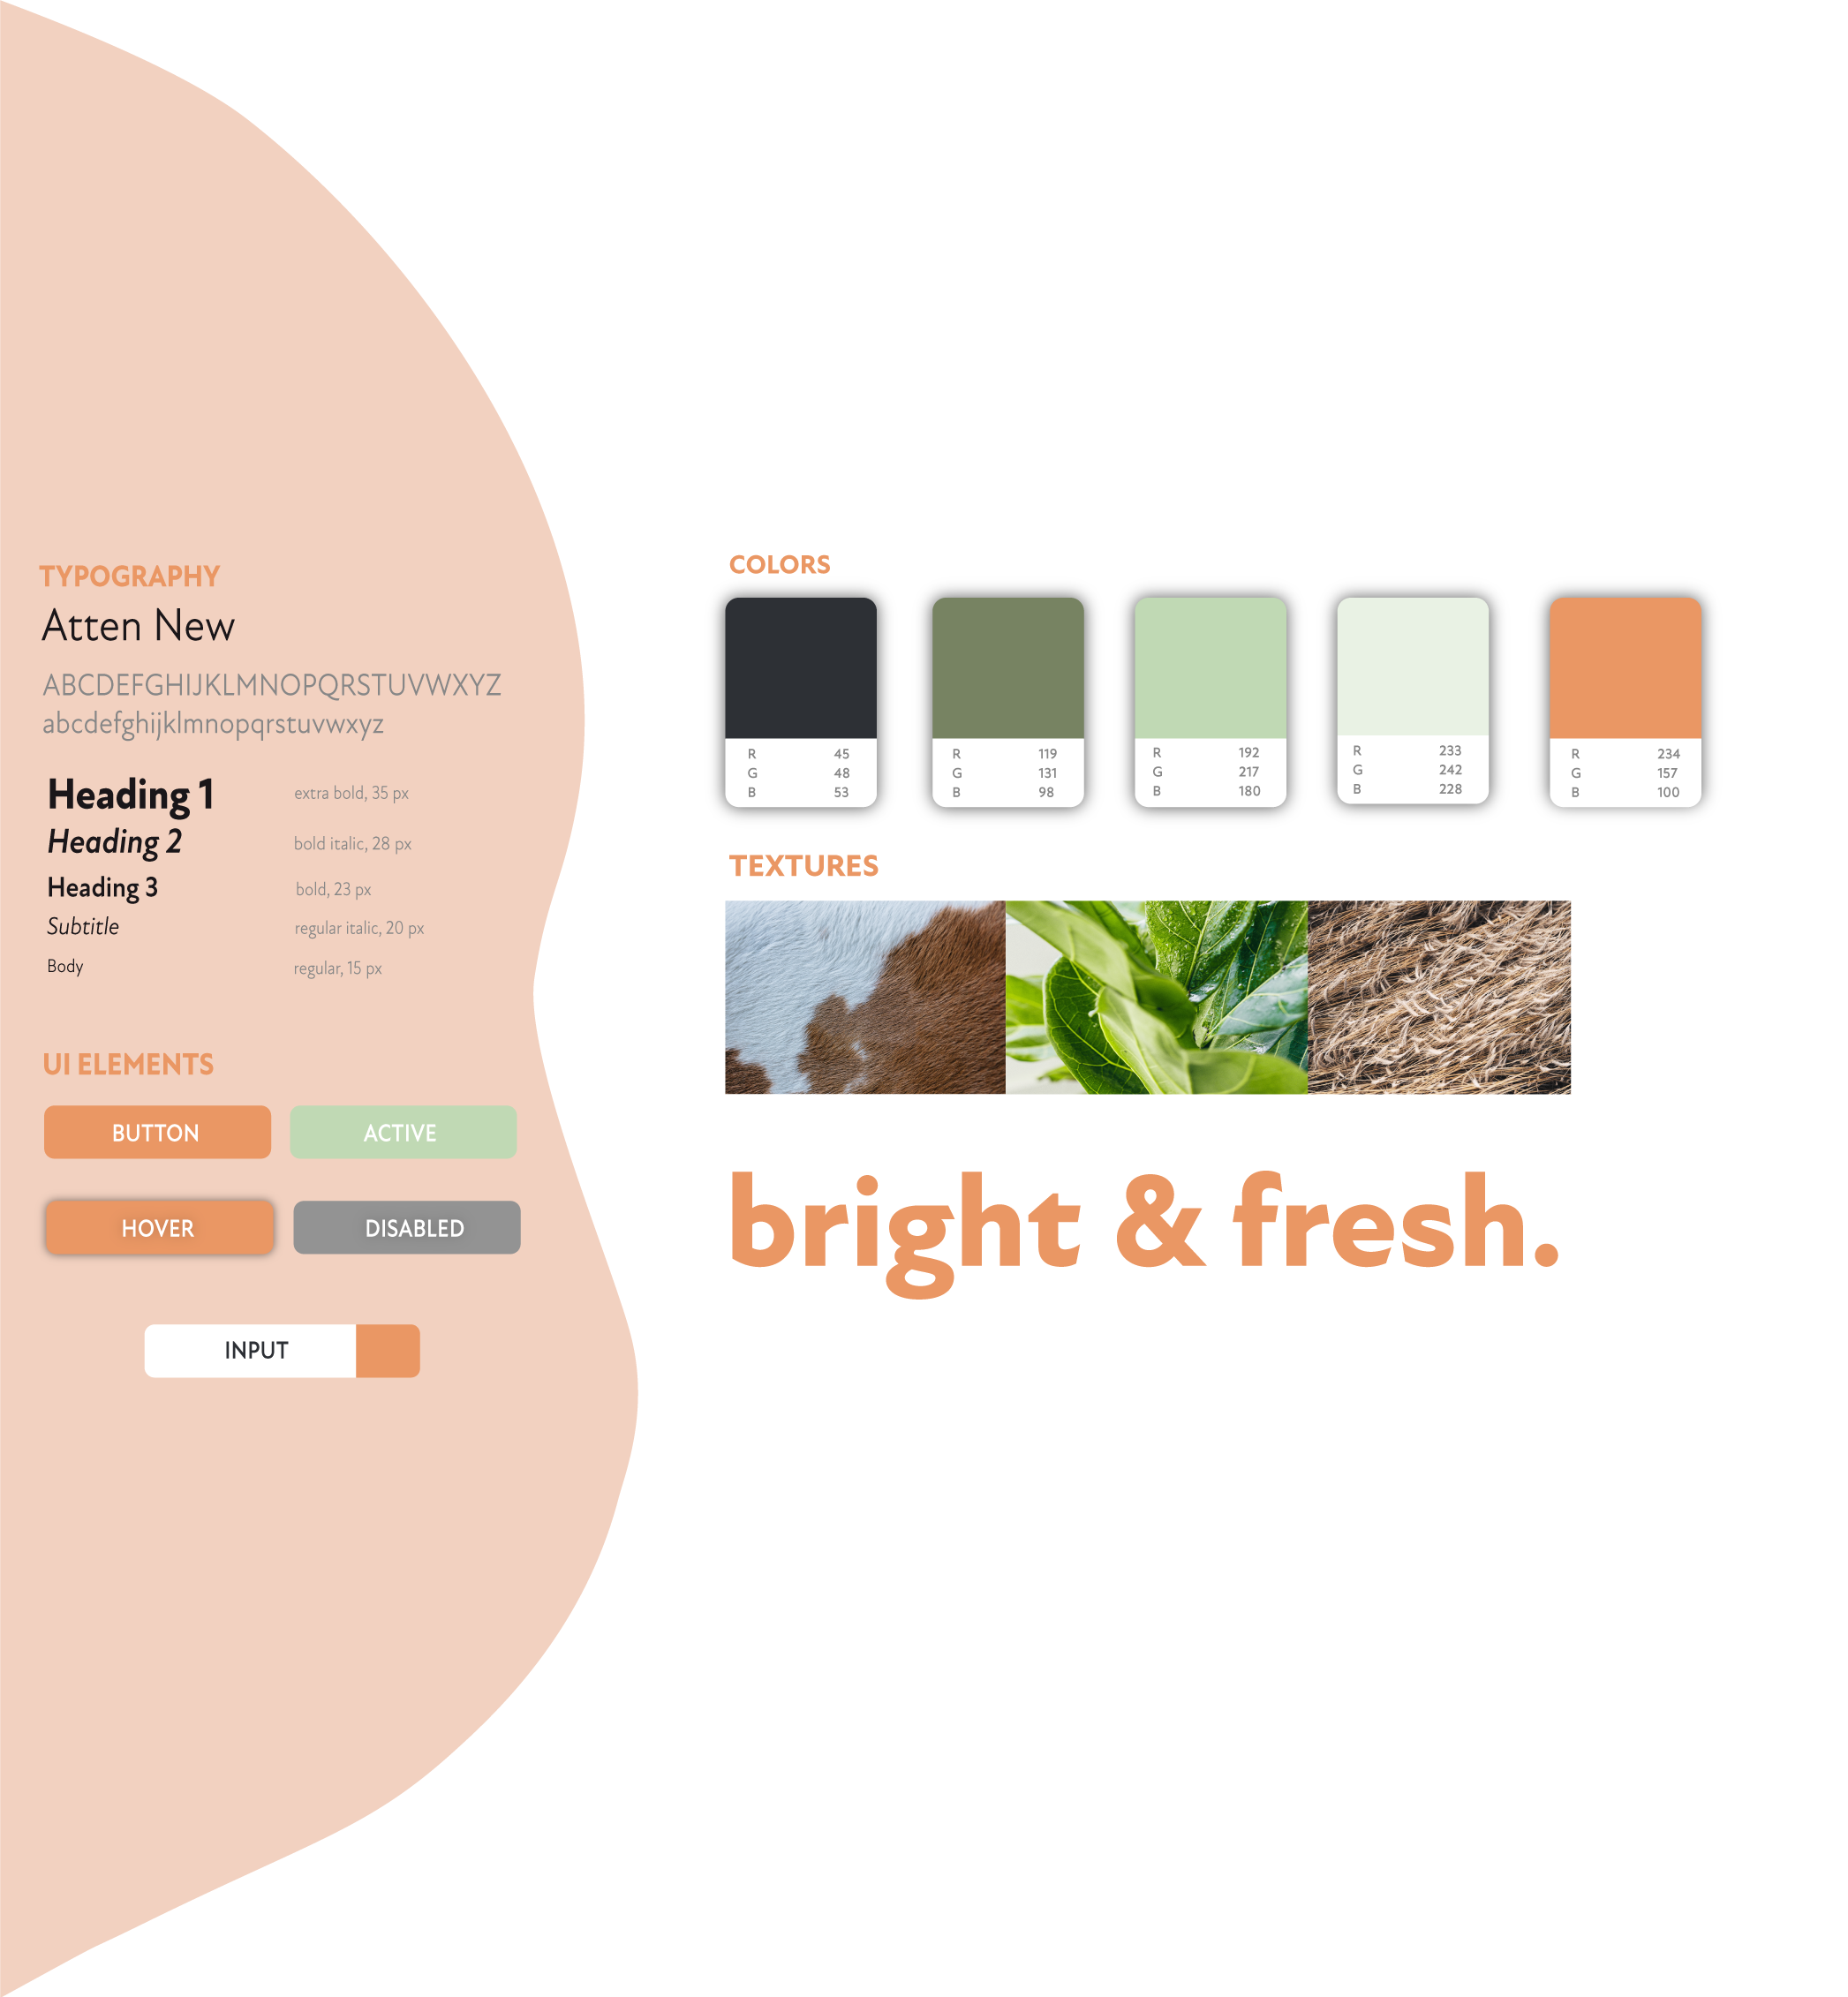 TYPOGRAPHY
Atten New
ABCDEFGHIJKLMNOPQRSTUVWXYZ
abcdefghijklmnopqrstuvwxyz
Heading 1 extra bold, 35 px
Heading 2 bold italic, 28 px
Heading 3 bold, 23 px
Subtitle regular italic, 20 px
Body regular, 15 px
UI ELEMENTS
BUTTON ACTIVE
HOVER DISABLED
INPUT
COLORS
R 45
G 48
B 53
R 119
G 131
B 98
R 192
G 217
B 180
R 233
G 242
B 228
R 234
G 157
B 100
TEXTURES
bright & fresh.